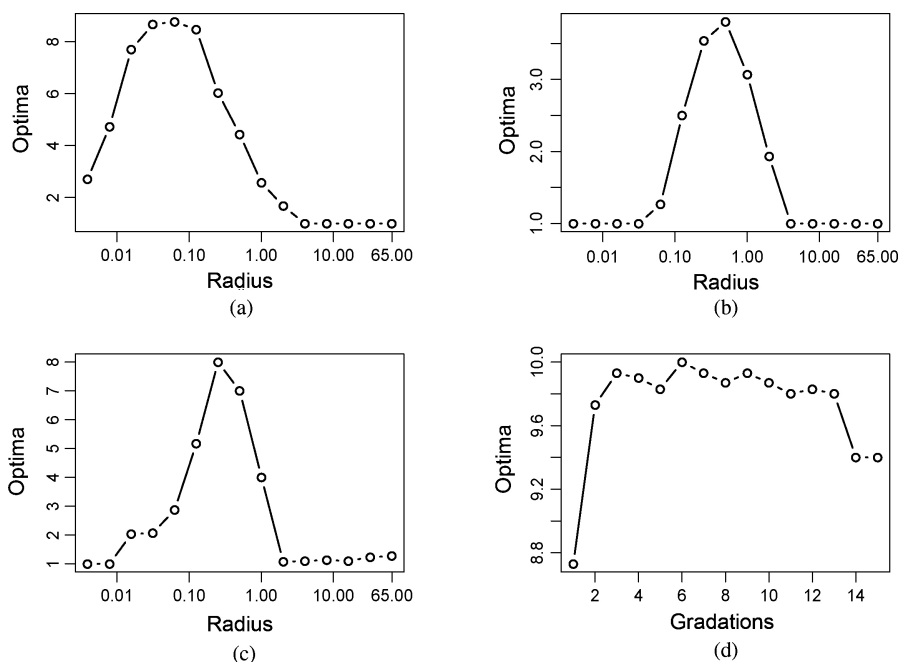 8
6
4
2
Optima
0.01 0.10 1.00 10.00 65.00
Radius
(a)
3.0
2.0
1.0
Optima
0.01 0.10 1.00 10.00 65.00
Radius
(b)
8
7
6
5
4
3
2
1
Optima
0.01 0.10 1.00 10.00 65.00
Radius
(c)
10.0
9.6
9.2
8.8
Optima
2 4 6 8 10 12 14
Gradations
(d)